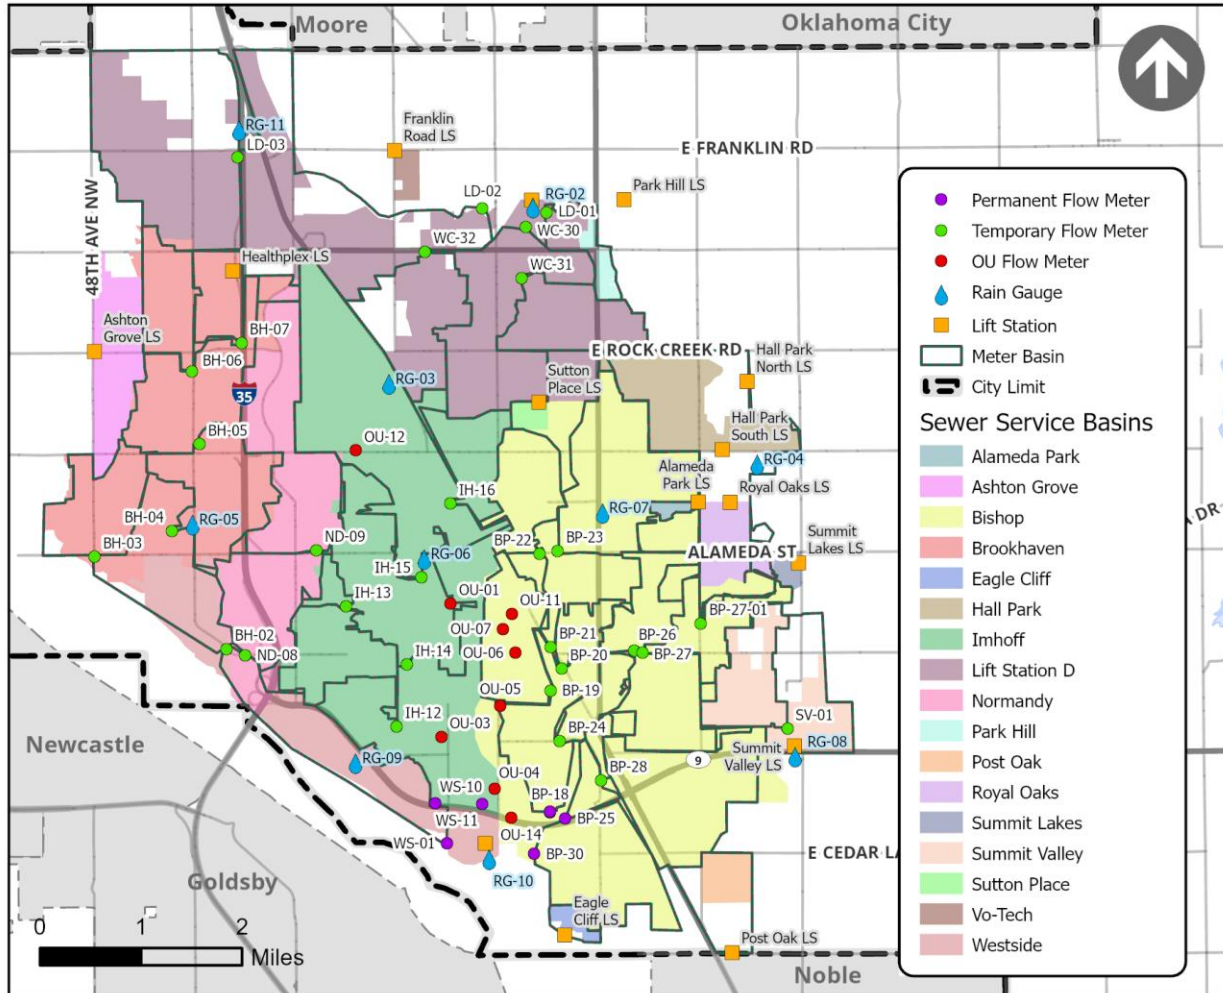 Moore
Oklahoma City
RG-11
LD-03
Franklin
Road LS
E FRANKLIN RD
LD-02
RG-02
LD-01
Park Hill LS
WC-30
WC-32
48TH AVE NW
Healthplex LS
WC-31
Ashton
Grove LS
BH-07
BH-06
E ROCK CREEK RD
Hall Park
North LS
35
RG-03
Sutton
Place LS
Hall Park
South LS
BH-05
OU-12
RG-04
Alameda
Park LS
Royal Oaks LS
IH-16
BH-04
RG-05
RG-07
BH-03
ND-09
BP-22
BP-23
ALAMEDA ST
Summit
Lakes LS
RG-06
IH-15
IH-13
OU-01
OU-11
BP-27-01
OU-07
BP-21
BP-26
BH-02
ND-08
IH-14
OU-06
BP-20
BP-27
OU-05
BP-19
IH-12
OU-03
BP-24
SV-01
Newcastle
RG-09
9
Summit
Valley LS
RG-08
OU-04
BP-28
WS-10
BP-18
WS-11
BP-25
WS-01
OU-14
BP-30
E CEDAR LA
RG-10
Goldsby
Eagle
Cliff LS
Post Oak LS
Noble
0 1 2
Miles
DR
Permanent Flow Meter
Temporary Flow Meter
OU Flow Meter
Rain Gauge
Lift Station
Meter Basin
City Limit
Sewer Service Basins
Alameda Park
Ashton Grove
Bishop
Brookhaven
Eagle Cliff
Hall Park
Imhoff
Lift Station D
Normandy
Park Hill
Post Oak
Royal Oaks
Summit Lakes
Summit Valley
Sutton Place
Vo-Tech
Westside